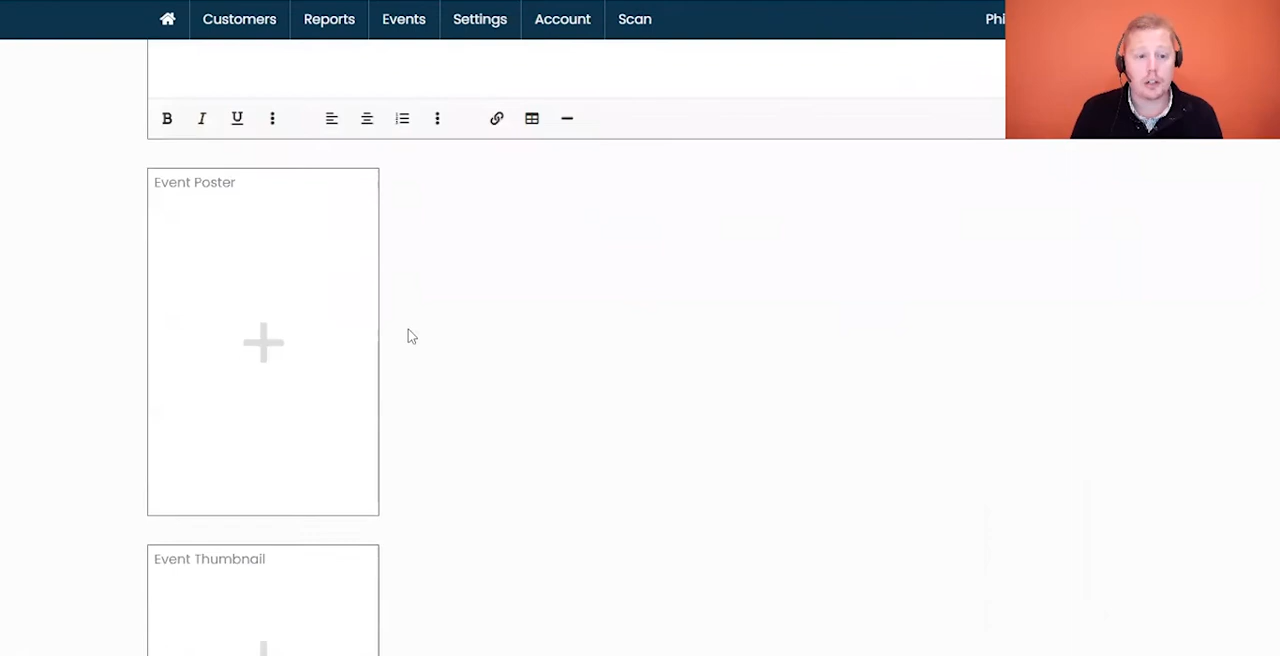 Customers Reports Events Settings Account Scan Phi
B I U
Event Poster
Event Thumbnail